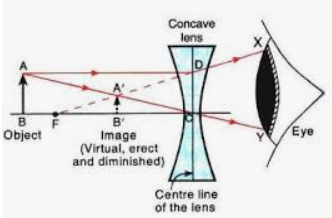 Concave
lens
A
D
X
A'
C
B
F
B'
Y
Object
Image
Eye
(Virtual, erect
and diminished)
Centre line
of the lens